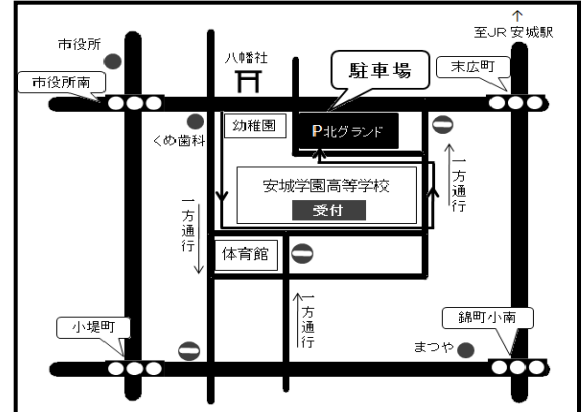 ↑
至JR 安城駅
市役所
八幡社
駐車場
末広町
市役所南
幼稚園
P北グランド
くめ歯科
一方通行
安城学園高等学校
受付
一方通行
体育館
一方通行
小堤町
錦町小南
まつや